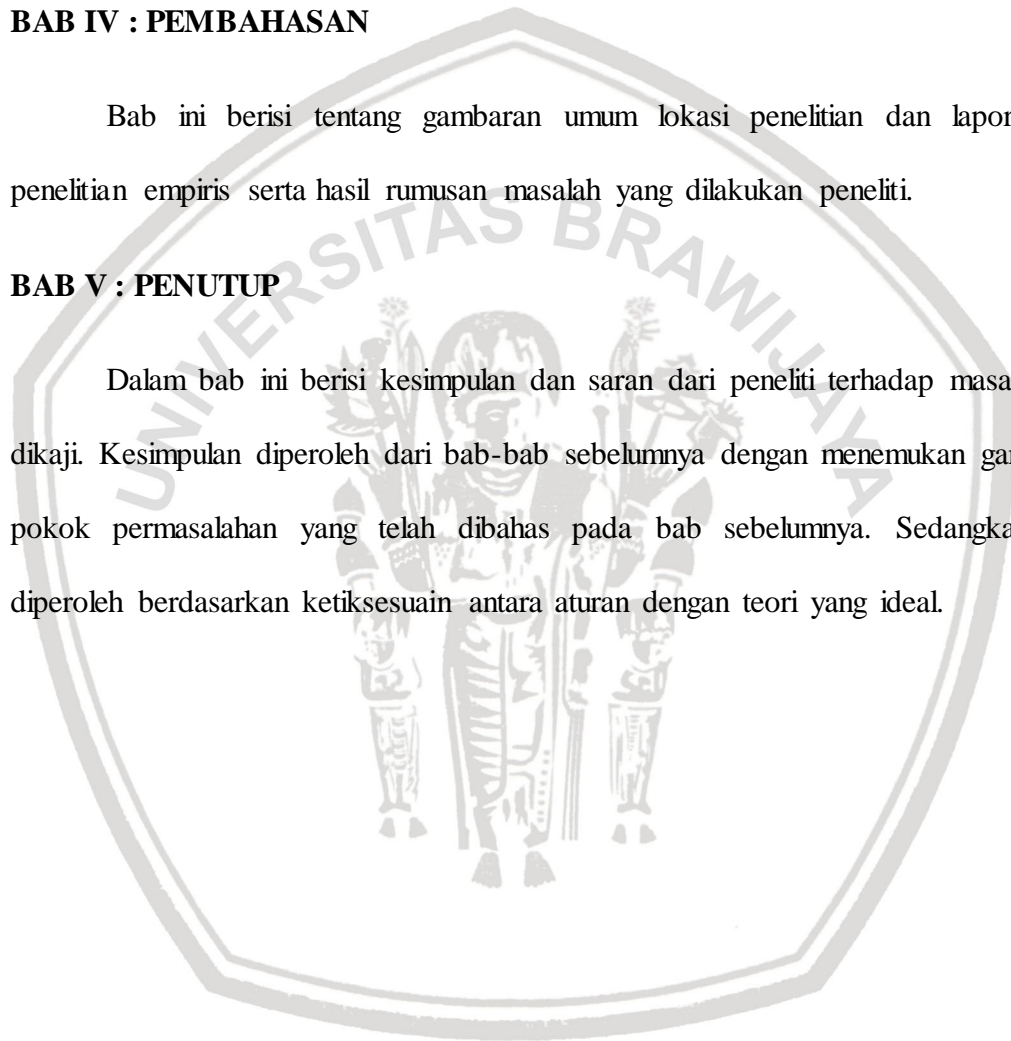 BAB IV : PEMBAHASAN
Bab ini berisi tentang gambaran umum lokasi penelitian dan lapor
penelitian empiris serta hasil rumusan masalah yang dilakukan peneliti.
BAB V : PENUTUP
Dalam bab ini berisi kesimpulan dan saran dari peneliti terhadap masa
dikaji. Kesimpulan diperoleh dari bab-bab sebelumnya dengan menemukan gar
pokok permasalahan yang telah dibahas pada bab sebelumnya. Sedangka
diperoleh berdasarkan ketiksesuain antara aturan dengan teori yang ideal.
UNIVERSITAS BRAWIJAYA